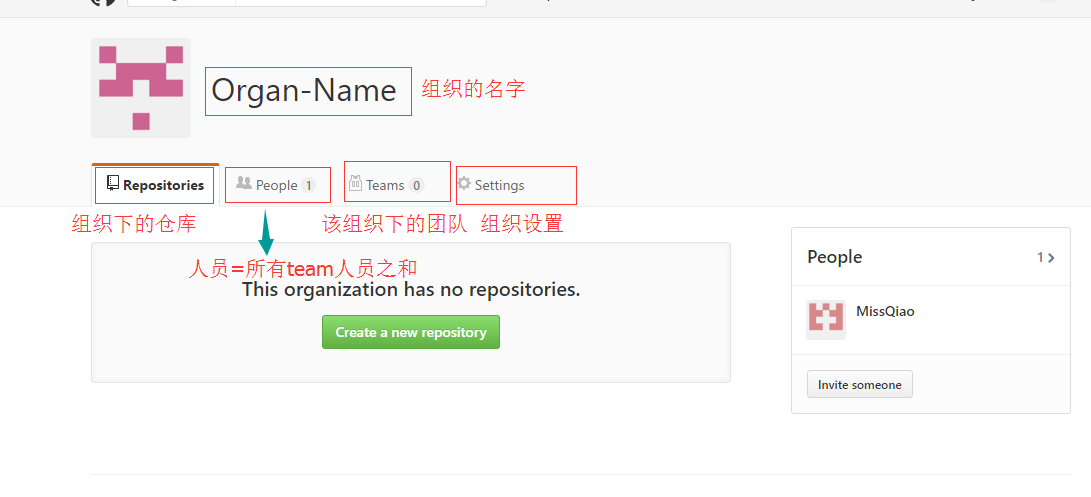 Organ-Name 组织的名字
Repositories People 1 Teams 0 Settings
组织下的仓库 该组织下的团队 组织设置
人员=所有team人员之和
This organization has no repositories.
Create a new repository
People 1
MissQiao
Invite someone